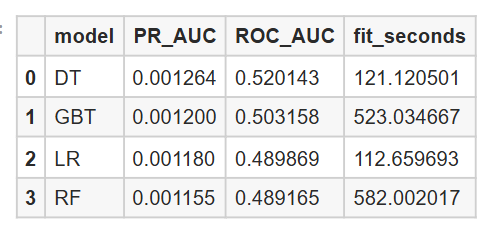 model PR_AUC ROC_AUC fit_seconds
0 DT 0.001264 0.520143 121.120501
1 GBT 0.001200 0.503158 523.034667
2 LR 0.001180 0.489869 112.659693
3 RF 0.001155 0.489165 582.002017